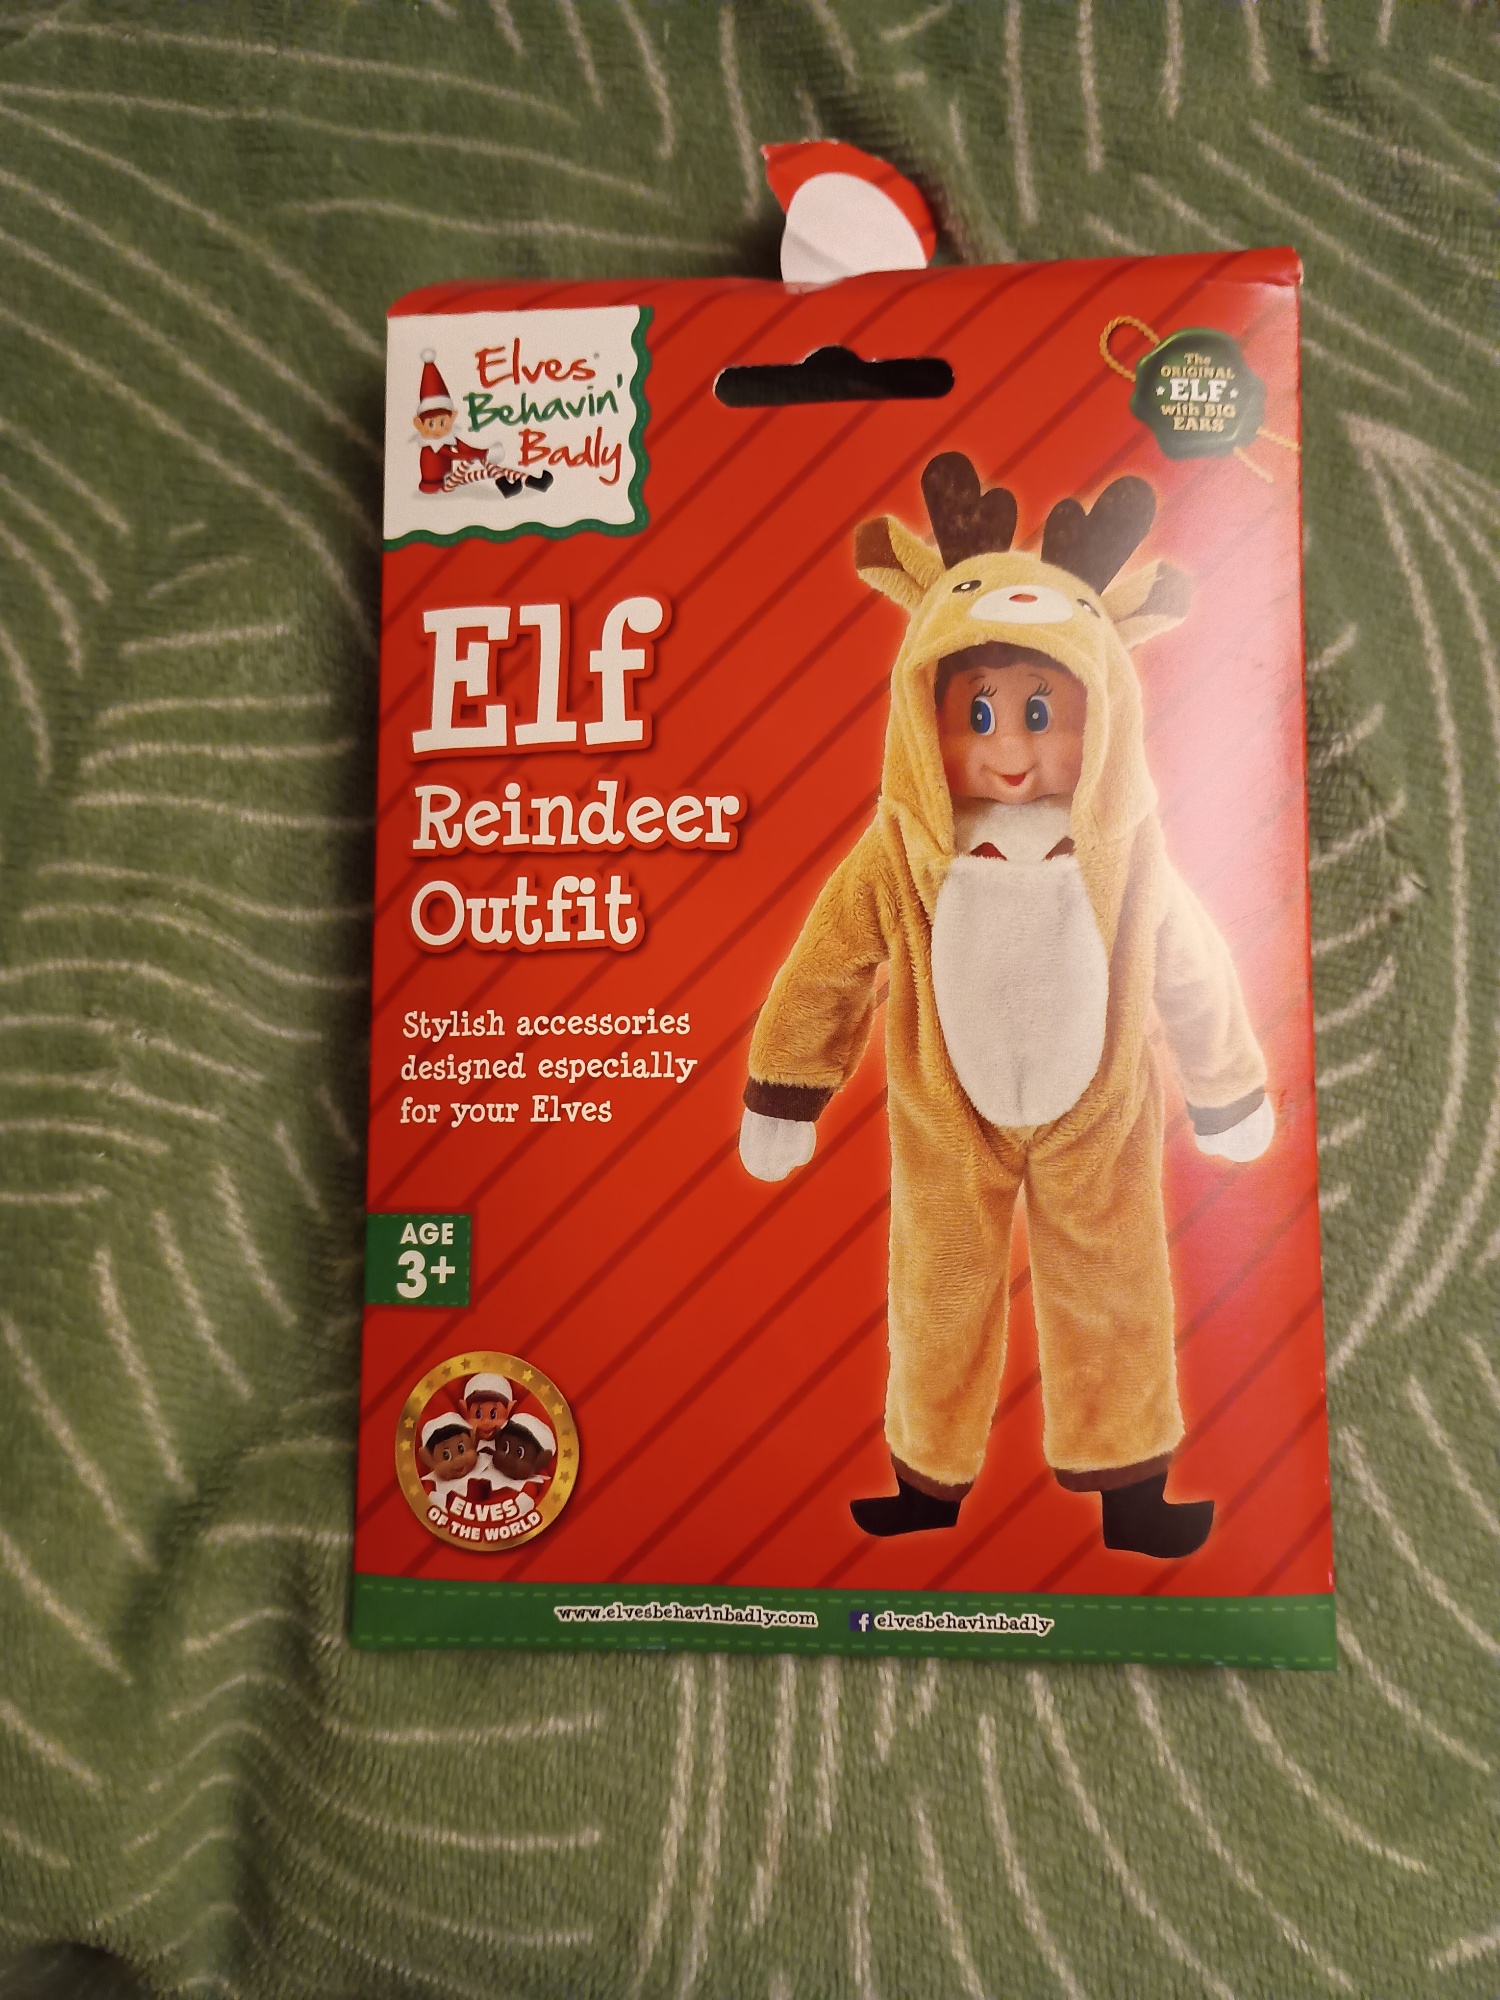 Elves
Behavin'
Badly
The
ORIGINAL
ELF
with BIG
EARS
Elf
Reindeer
Outfit
Stylish accessories
designed especially
for your Elves
AGE
3+
ELVES
OF THE WORLD
www.elvesbehavinbadly.com
f elvesbehavinbadly